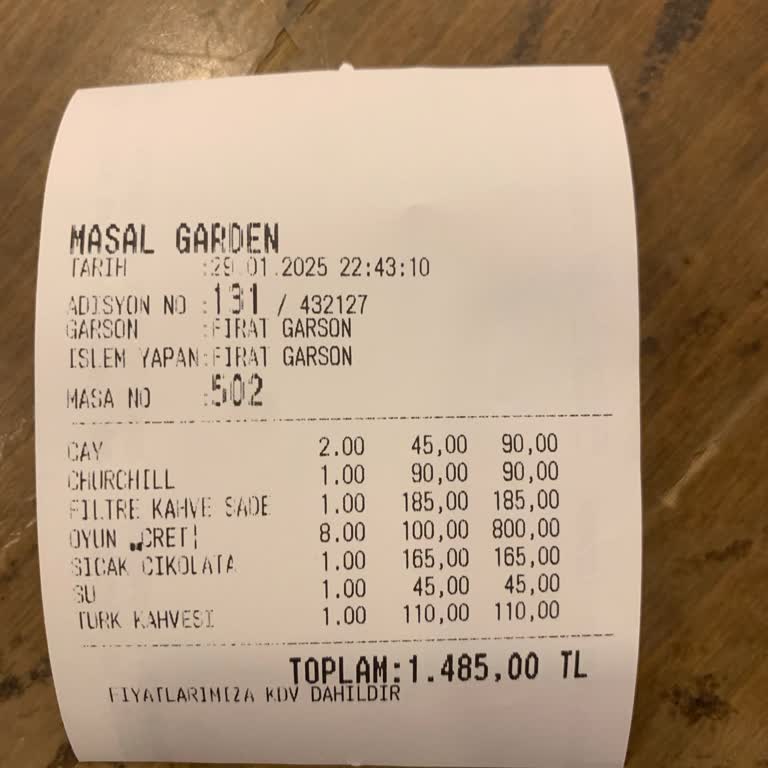 MASAL GARDEN
TARIH :29.01.2025 22:43:10
ADISYON NO :131 / 432127
GARSON :FIRAT GARSON
ISLEM YAPAN:FIRAT GARSON
MASA NO :502
CAY 2.00 45,00 90,00
CHURCHILL 1.00 90,00 90,00
FILTRE KAHVE SADE 1.00 185,00 185,00
OYUN „CRETI 8.00 100,00 800,00
SICAK CIKOLATA 1.00 165,00 165,00
SU 1.00 45,00 45,00
TURK KAHVESI 1.00 110,00 110,00
TOPLAM:1.485,00 TL
FIYATLARIMIZA KDV DAHILDIR